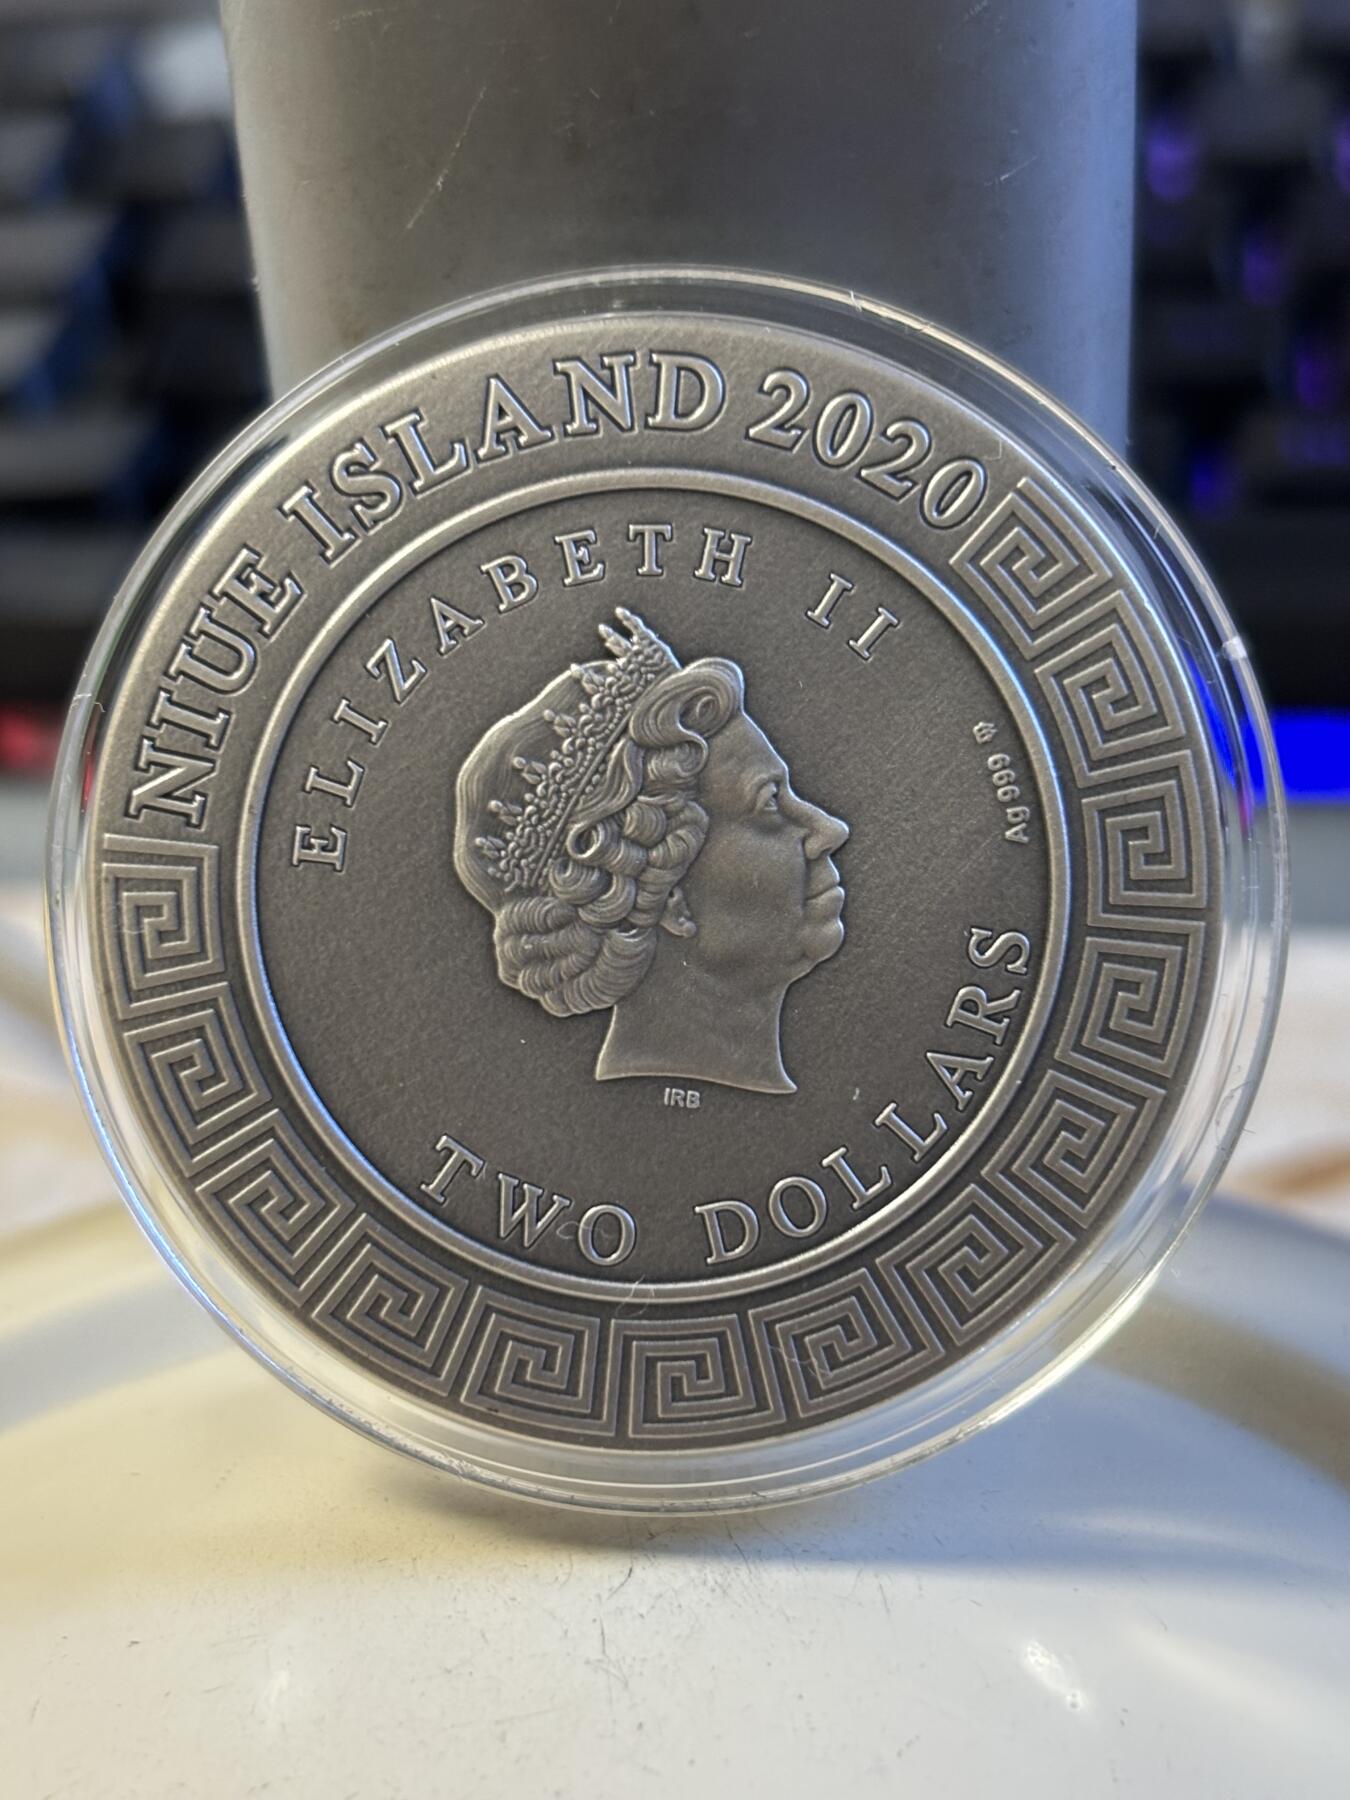 NIUE ISLAND 2020
ELIZABETH II
Ag 999
IRB
TWO DOLLARS